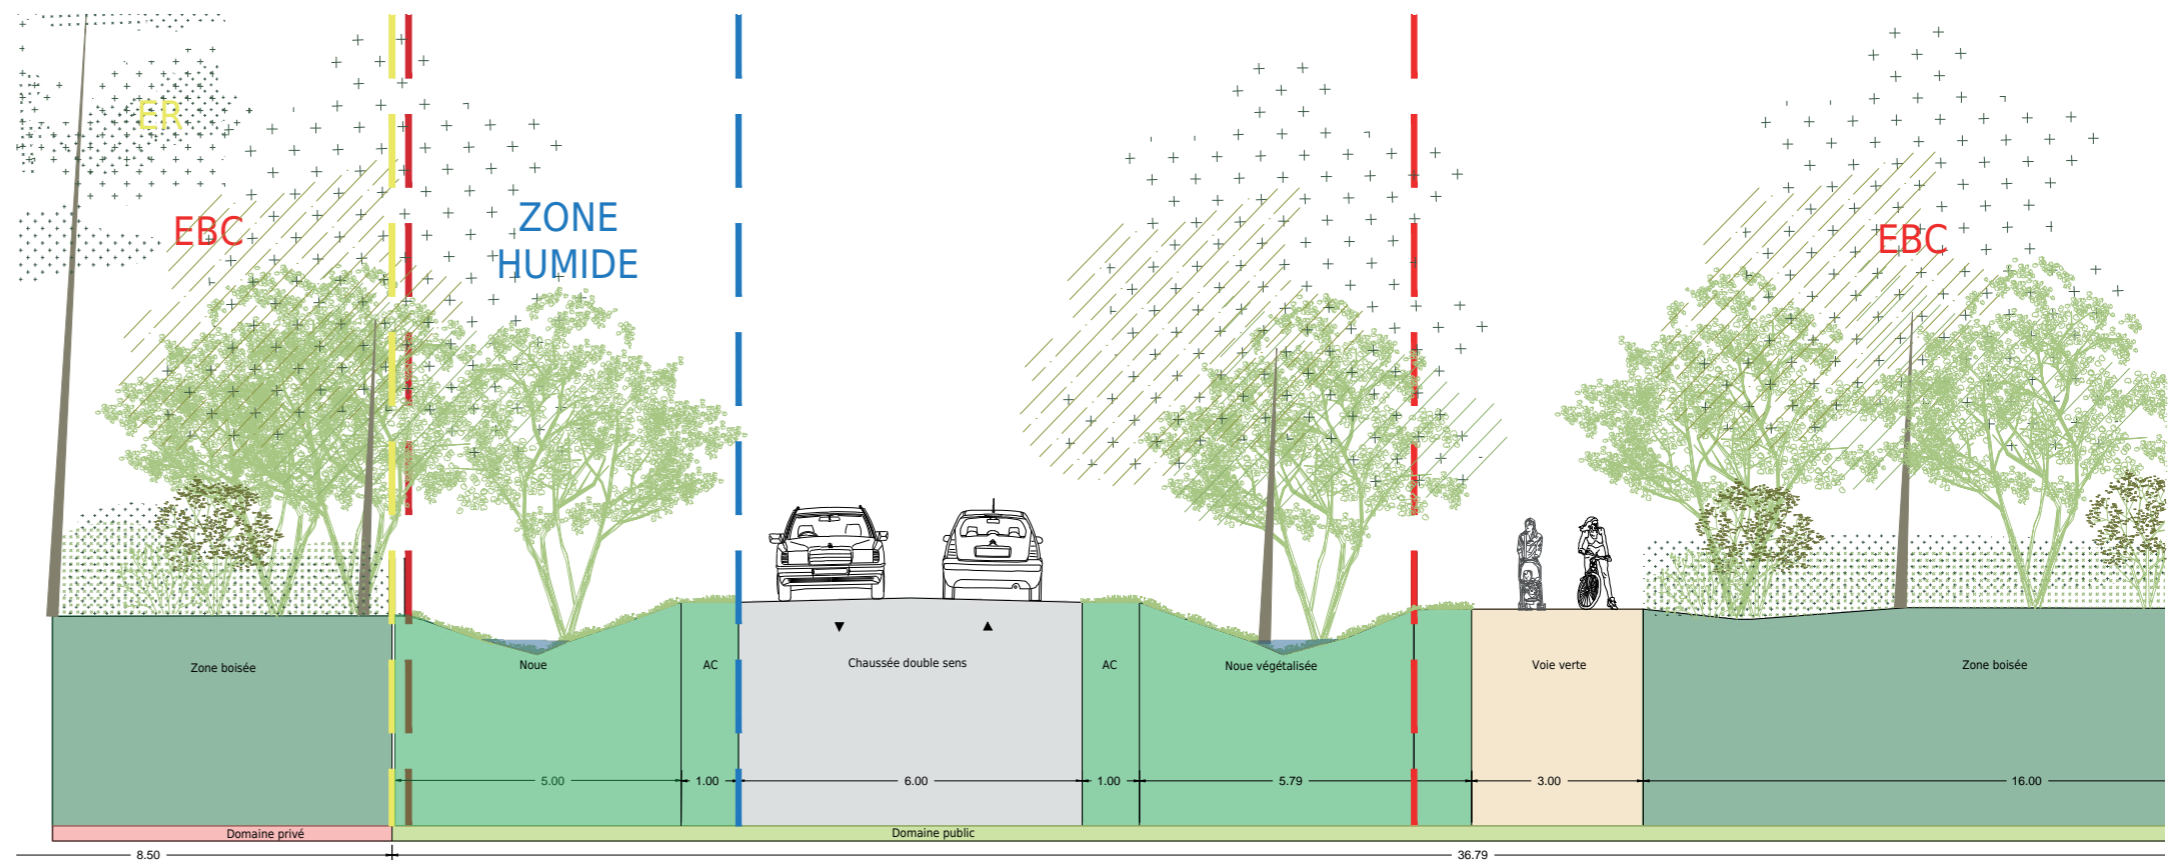 ER
EBC
ZONE
HUMIDE
EBC
Zone boisée
Noue
AC
Chaussée double sens
AC
Noue végétalisée
Voie verte
Zone boisée
5.00
1.00
6.00
1.00
5.79
3.00
16.00
Domaine privé
Domaine public
8.50
36.79